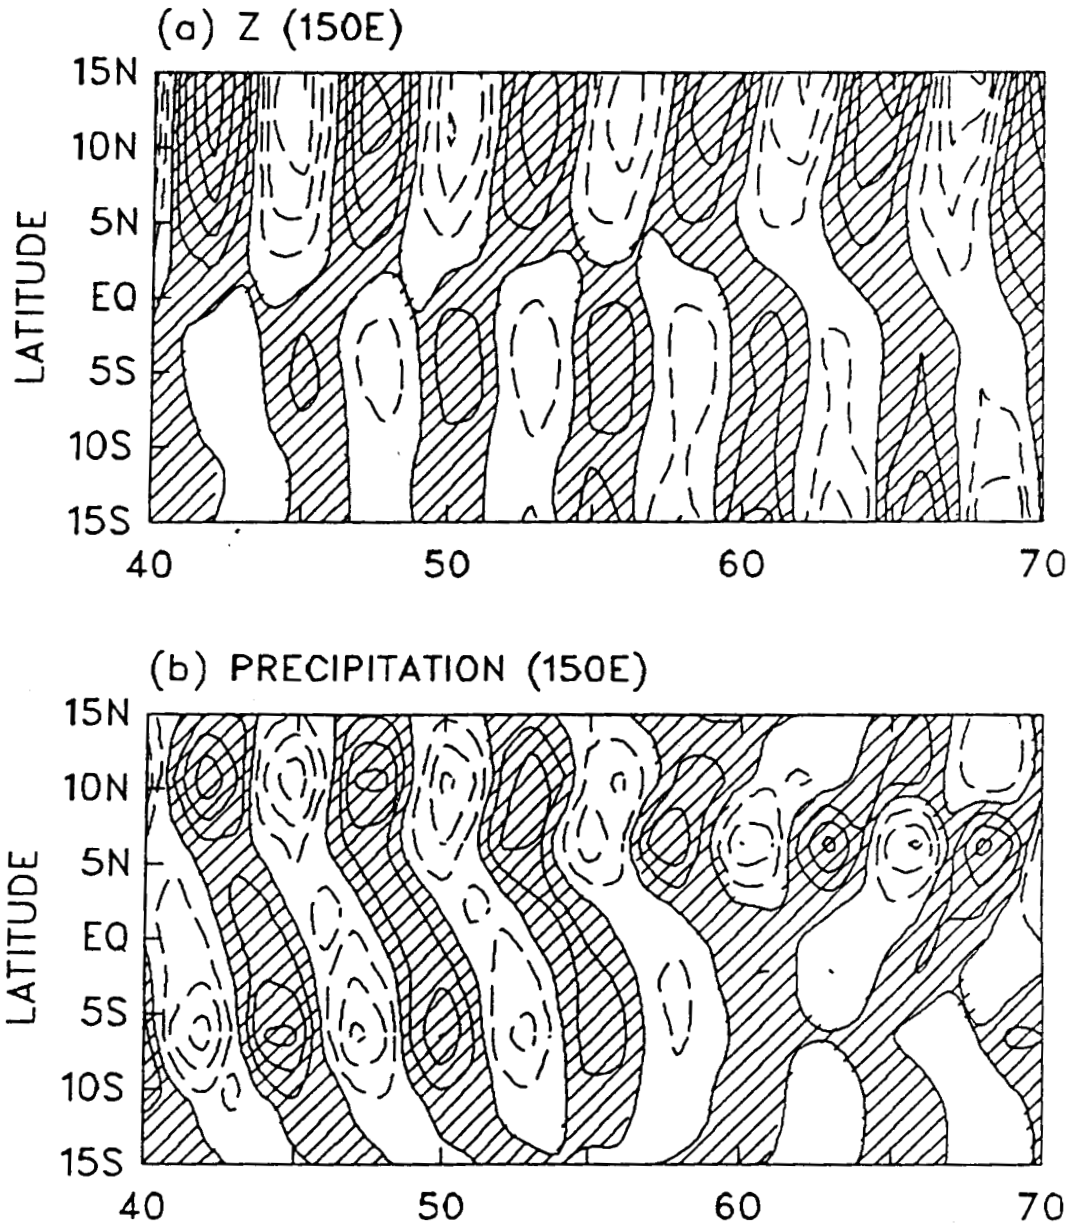 (a) Z (150E)
15N
10N
5N
EQ
5S
10S
15S
LATITUDE
40 50 60 70
(b) PRECIPITATION (150E)
15N
10N
5N
EQ
5S
10S
15S
LATITUDE
40 50 60 70